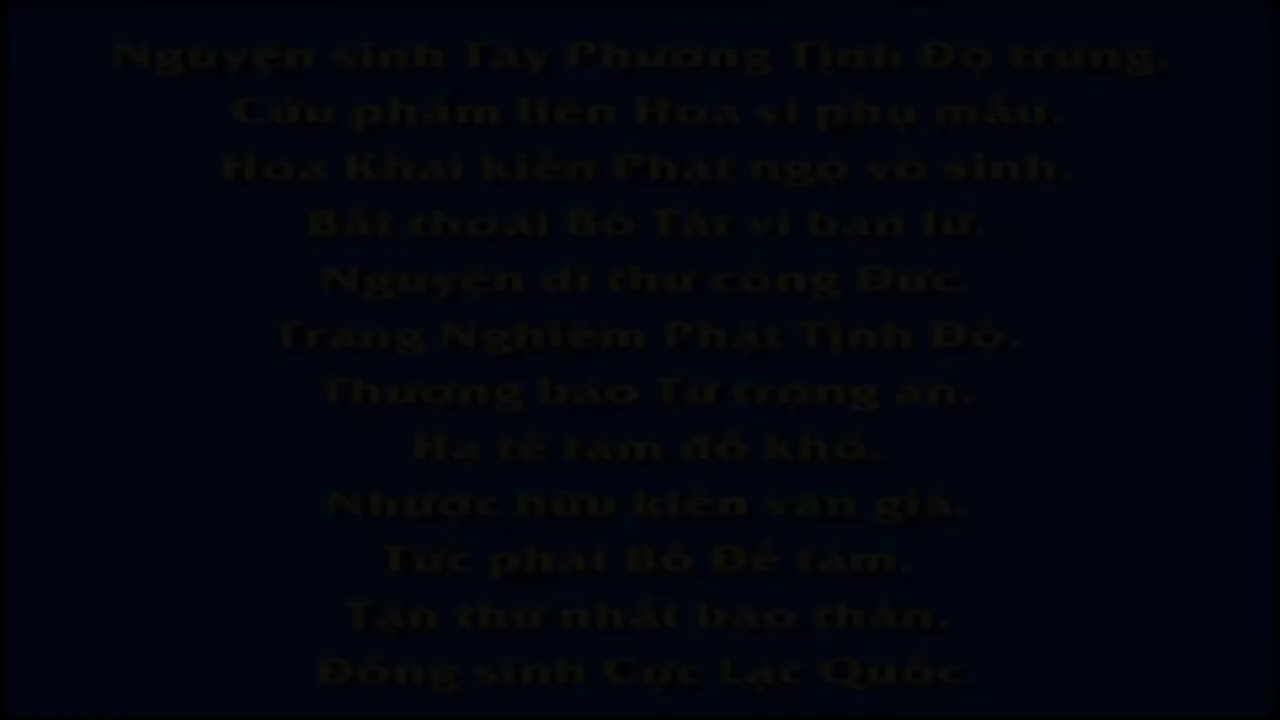 Nguyện sinh Tây Phương Tịnh Độ trung.
Cửu phẩm liên Hoa vi phụ mẫu.
Hoa Khai kiến Phật ngộ vô sinh.
Bất thoái Bồ Tát vi bạn lữ.
Nguyện dĩ thử công Đức.
Trang Nghiêm Phật Tịnh Độ.
Thượng báo Tứ trọng ân.
Hạ tế tam đồ khổ.
Nhược hữu kiến văn giả.
Tức phát Bồ Đề tâm.
Tận thử nhất báo thân.
Đồng sinh Cực Lạc Quốc.